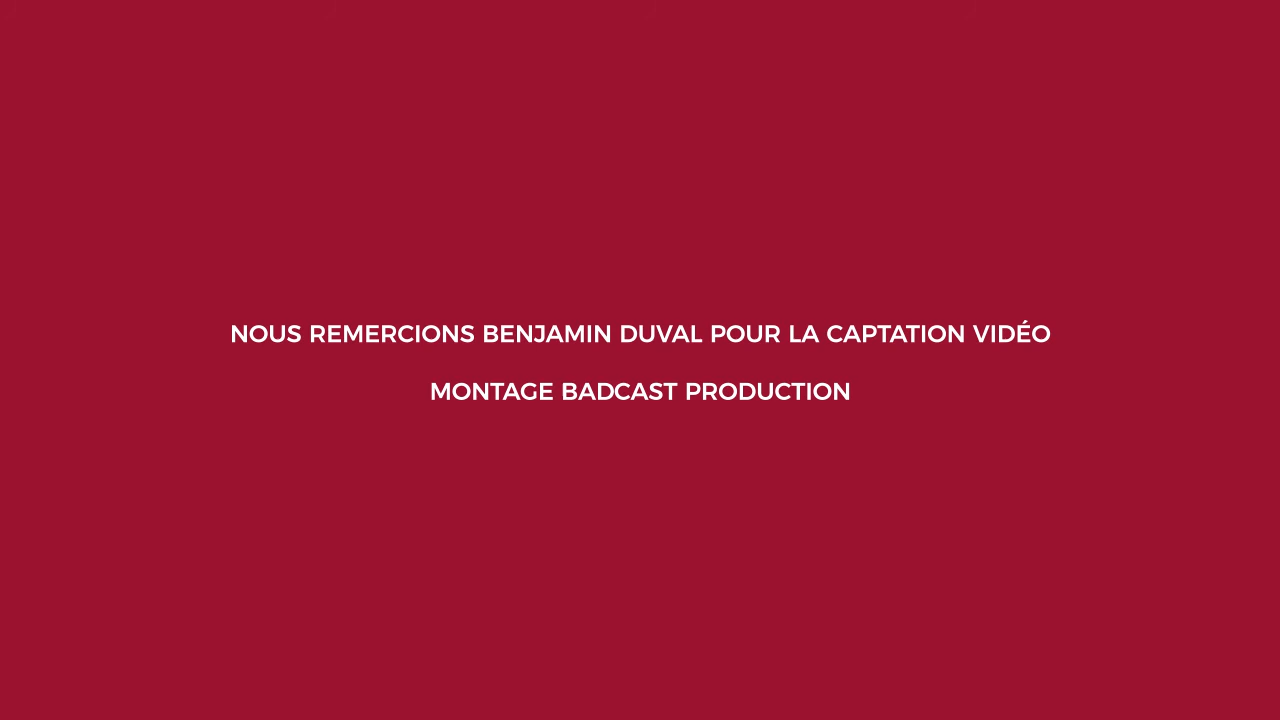 NOUS REMERCIONS BENJAMIN DUVAL POUR LA CAPTATION VIDÉO
MONTAGE BADCAST PRODUCTION